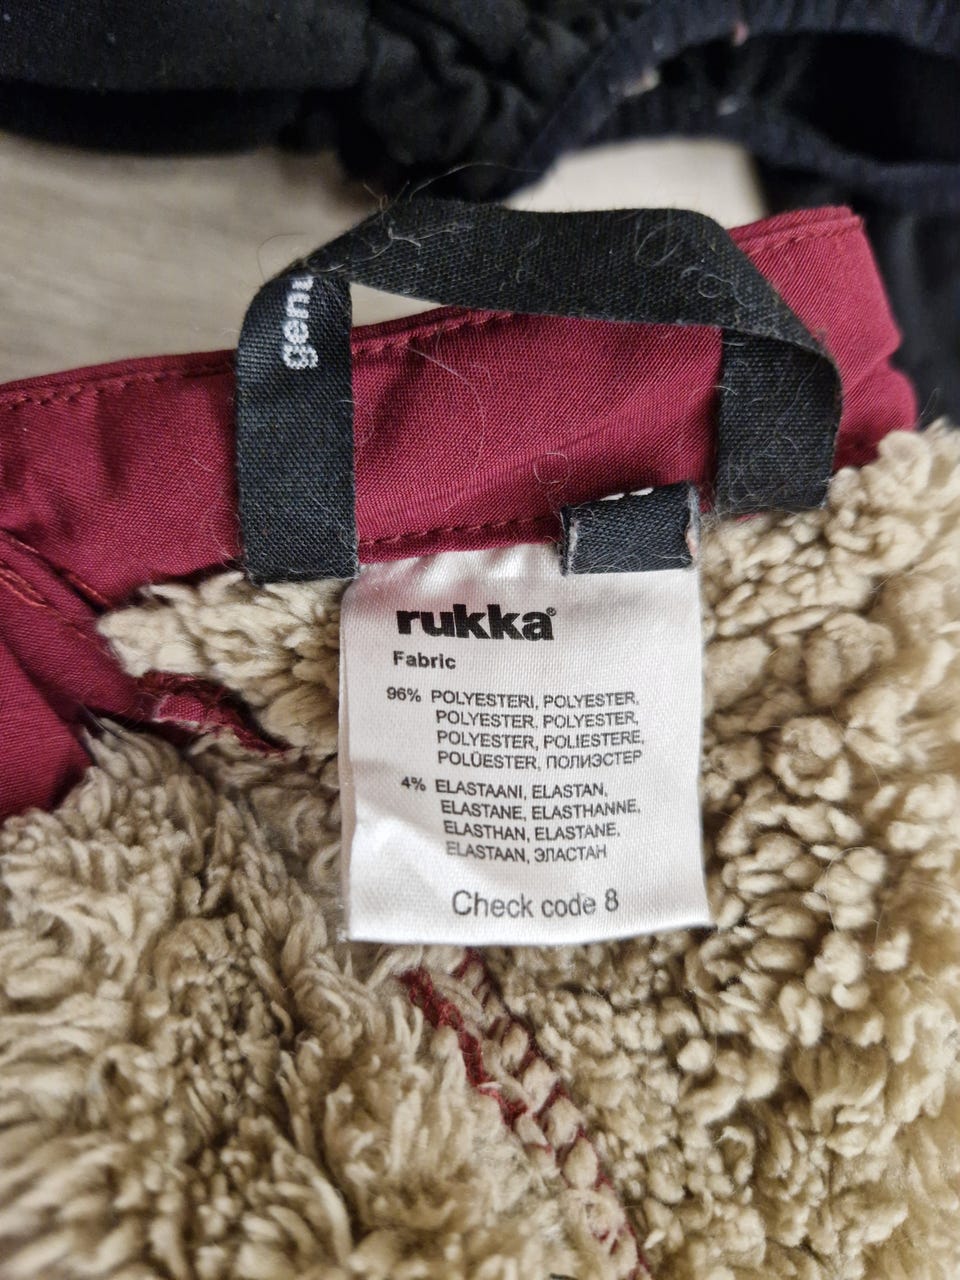 rukka®
Fabric
96% POLYESTERI, POLYESTER,
POLYESTER, POLYESTER,
POLYESTER, POLIESTERE,
POLÜESTER, ПОЛИЭСТЕР
4% ELASTAANI, ELASTAN,
ELASTANE, ELASTHANNE,
ELASTHAN, ELASTANE,
ELASTAAN, ЭЛАСТАН
Check code 8